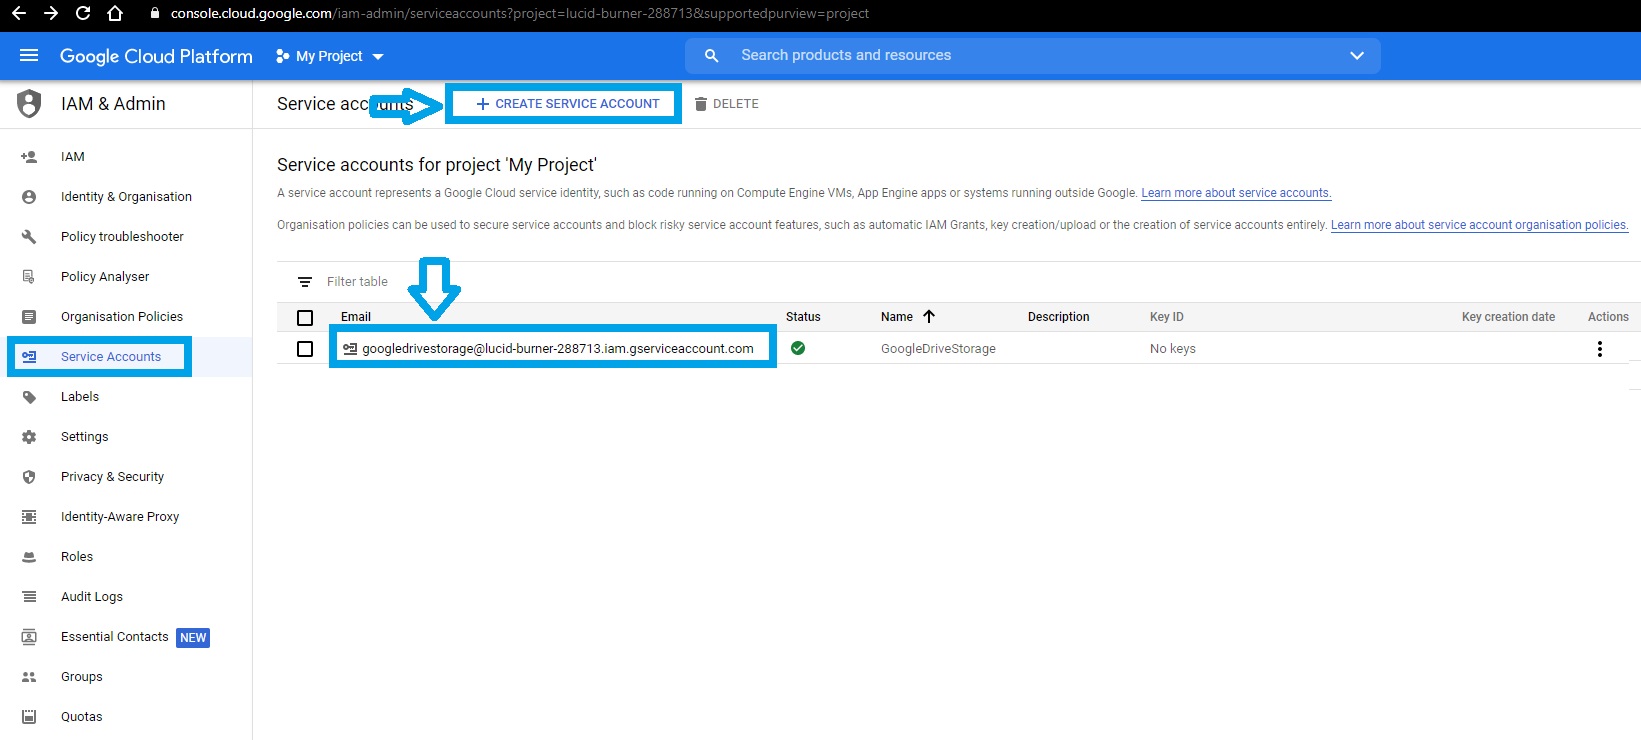 console.cloud.google.com/iam-admin/serviceaccounts?project=lucid-burner-288713&supportedpurview=project
Google Cloud Platform
My Project
Search products and resources
IAM & Admin
Service accounts
CREATE SERVICE ACCOUNT
DELETE
IAM
Identity & Organisation
Policy troubleshooter
Policy Analyser
Organisation Policies
Service Accounts
Labels
Settings
Privacy & Security
Identity-Aware Proxy
Roles
Audit Logs
Essential Contacts NEW
Groups
Quotas
Service accounts for project 'My Project'
A service account represents a Google Cloud service identity, such as code running on Compute Engine VMs, App Engine apps or systems running outside Google. Learn more about service accounts.
Organisation policies can be used to secure service accounts and block risky service account features, such as automatic IAM Grants, key creation/upload or the creation of service accounts entirely. Learn more about service account organisation policies.
Filter table
Email Status Name Description Key ID Key creation date Actions
googledrivestorage@lucid-burner-288713.iam.gserviceaccount.com GoogleDriveStorage No keys